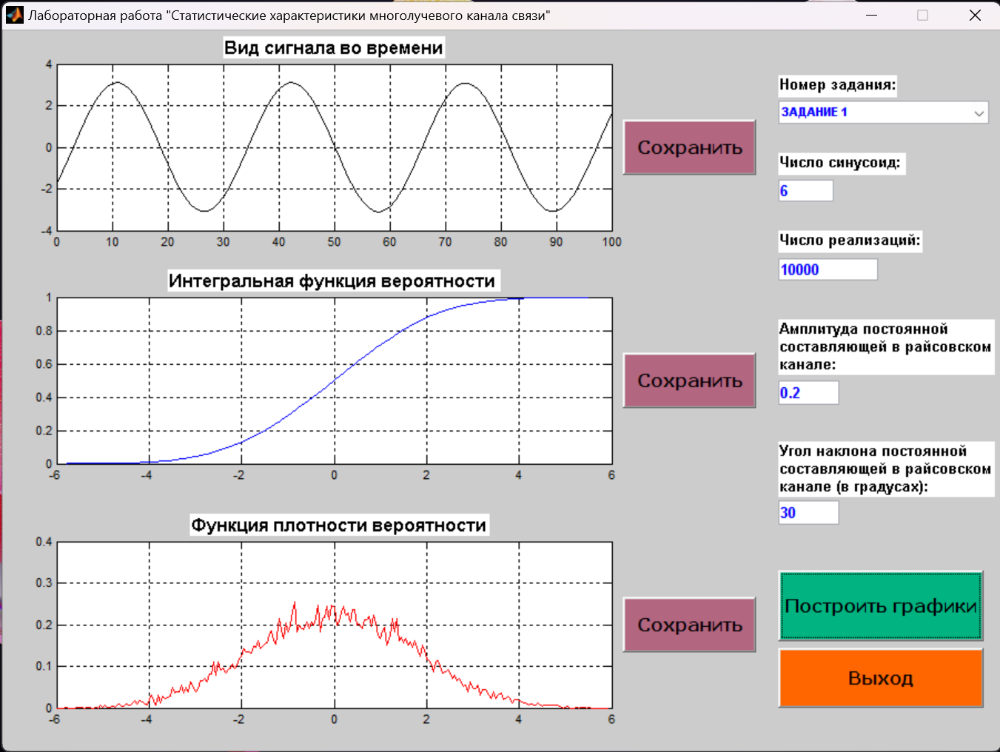 Лабораторная работа "Статистические характеристики многолучевого канала связи"
Вид сигнала во времени
4
2
0
-2
-4
0 10 20 30 40 50 60 70 80 90 100
Сохранить
Интегральная функция вероятности
1
0.8
0.6
0.4
0.2
0
-6 -4 -2 0 2 4 6
Сохранить
Функция плотности вероятности
0.4
0.3
0.2
0.1
0
-6 -4 -2 0 2 4 6
Сохранить
Номер задания:
ЗАДАНИЕ 1
Число синусоид:
6
Число реализаций:
10000
Амплитуда постоянной
составляющей в райсовском
канале:
0.2
Угол наклона постоянной
составляющей в райсовском
канале (в градусах):
30
Построить графики
Выход